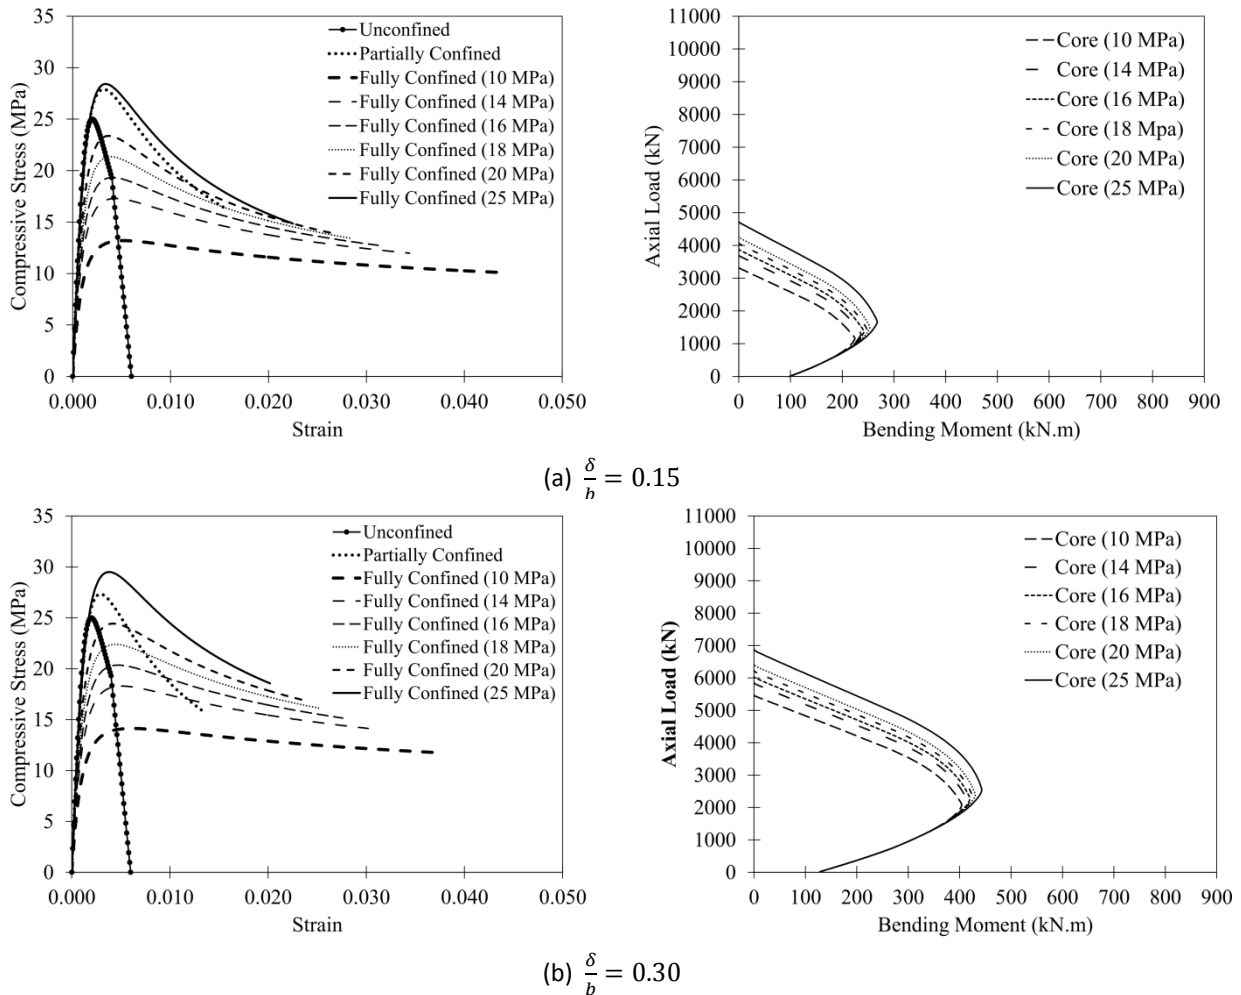 35
30
25
20
15
10
5
0
Compressive Stress (MPa)
0.000 0.010 0.020 0.030 0.040 0.050
Strain
Unconfined
Partially Confined
Fully Confined (10 MPa)
Fully Confined (14 MPa)
Fully Confined (16 MPa)
Fully Confined (18 MPa)
Fully Confined (20 MPa)
Fully Confined (25 MPa)
11000
10000
9000
8000
7000
6000
5000
4000
3000
2000
1000
0
Axial Load (kN)
0 100 200 300 400 500 600 700 800 900
Bending Moment (kN.m)
Core (10 MPa)
Core (14 MPa)
Core (16 MPa)
Core (18 Mpa)
Core (20 MPa)
Core (25 MPa)
(a) δ/b = 0.15
35
30
25
20
15
10
5
0
Compressive Stress (MPa)
0.000 0.010 0.020 0.030 0.040 0.050
Strain
Unconfined
Partially Confined
Fully Confined (10 MPa)
Fully Confined (14 MPa)
Fully Confined (16 MPa)
Fully Confined (18 MPa)
Fully Confined (20 MPa)
Fully Confined (25 MPa)
11000
10000
9000
8000
7000
6000
5000
4000
3000
2000
1000
0
Axial Load (kN)
0 100 200 300 400 500 600 700 800 900
Bending Moment (kN.m)
Core (10 MPa)
Core (14 MPa)
Core (16 MPa)
Core (18 MPa)
Core (20 MPa)
Core (25 MPa)
(b) δ/b = 0.30